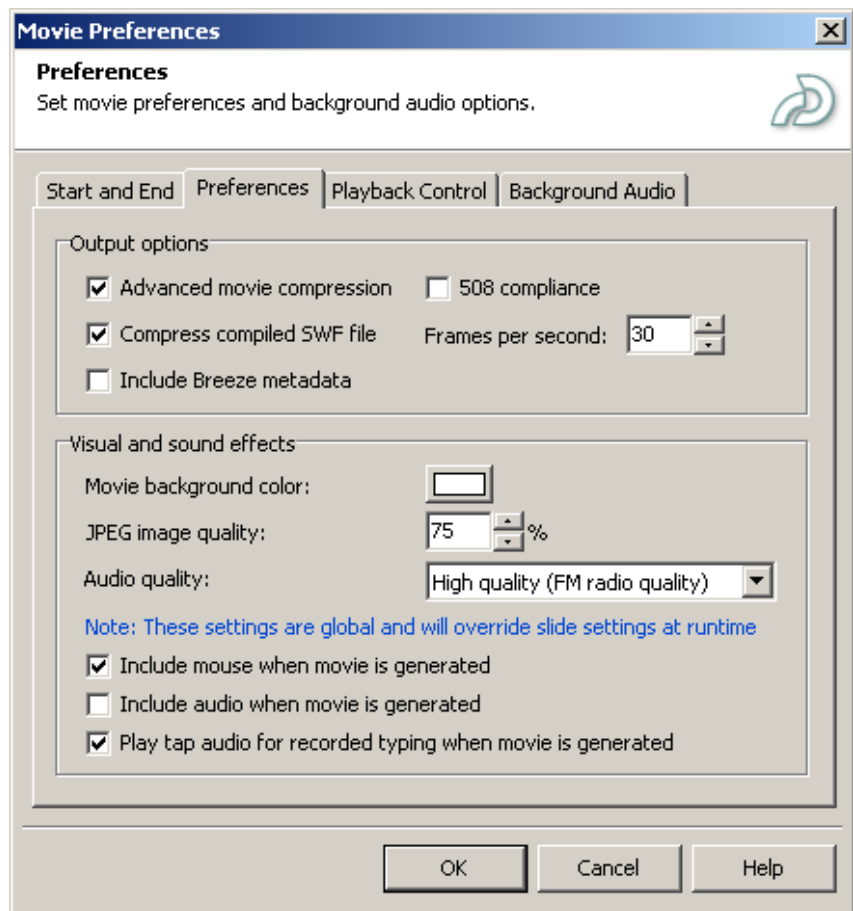 Movie Preferences
Preferences
Set movie preferences and background audio options.
Start and End Preferences Playback Control Background Audio
Output options
Advanced movie compression 508 compliance
Compress compiled SWF file Frames per second: 30
Include Breeze metadata
Visual and sound effects
Movie background color:
JPEG image quality: 75 %
Audio quality: High quality (FM radio quality)
Note: These settings are global and will override slide settings at runtime
Include mouse when movie is generated
Include audio when movie is generated
Play tap audio for recorded typing when movie is generated
OK Cancel Help